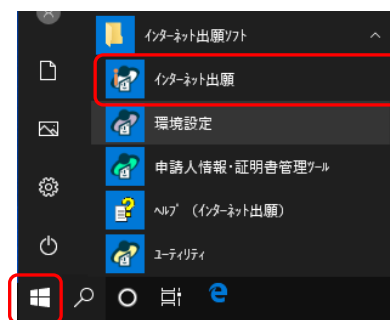 インターネット出願ソフト
インターネット出願
環境設定
申請人情報・証明書管理ツール
ヘルプ (インターネット出願)
ユーティリティ